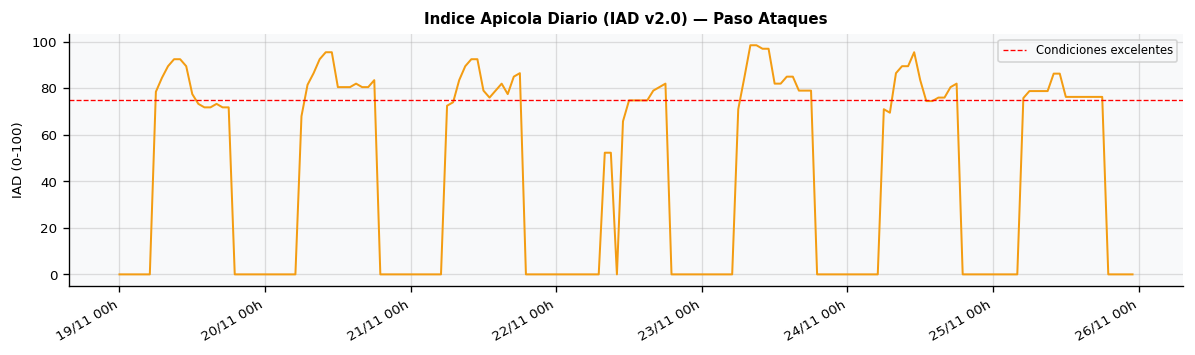 Indice Apicola Diario (IAD v2.0) — Paso Ataques
IAD (0-100)
100
80
60
40
20
0
Condiciones excelentes
19/11 00h
20/11 00h
21/11 00h
22/11 00h
23/11 00h
24/11 00h
25/11 00h
26/11 00h